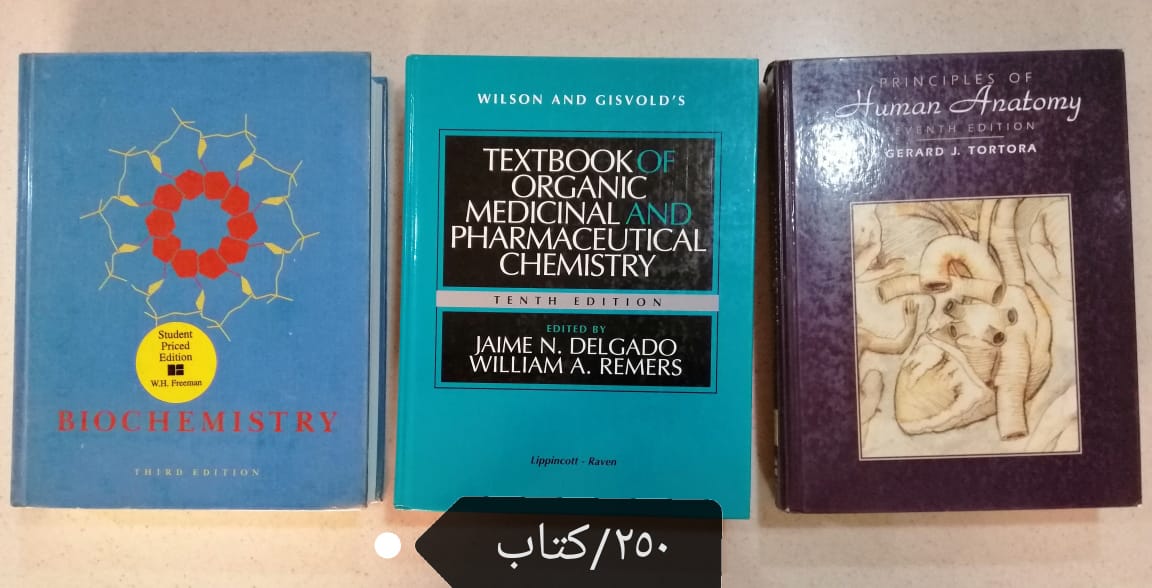 Student
Priced
Edition
W.H. Freeman
BIOCHEMISTRY
THIRD EDITION
WILSON AND GISVOLD'S
TEXTBOOK OF
ORGANIC
MEDICINAL AND
PHARMACEUTICAL
CHEMISTRY
TENTH EDITION
EDITED BY
JAIME N. DELGADO
WILLIAM A. REMERS
Lippincott - Raven
PRINCIPLES OF
Human Anatomy
SEVENTH EDITION
GERARD J. TORTORA
٢٥٠/كتاب